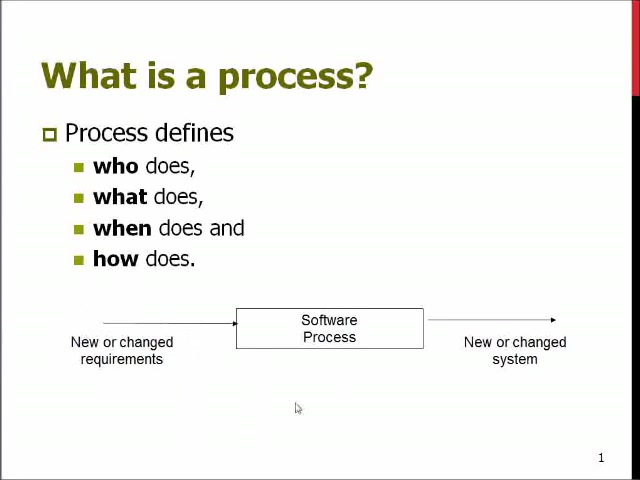 What is a process?
Process defines
who does,
what does,
when does and
how does.
Software
Process
New or changed
requirements
New or changed
system
1